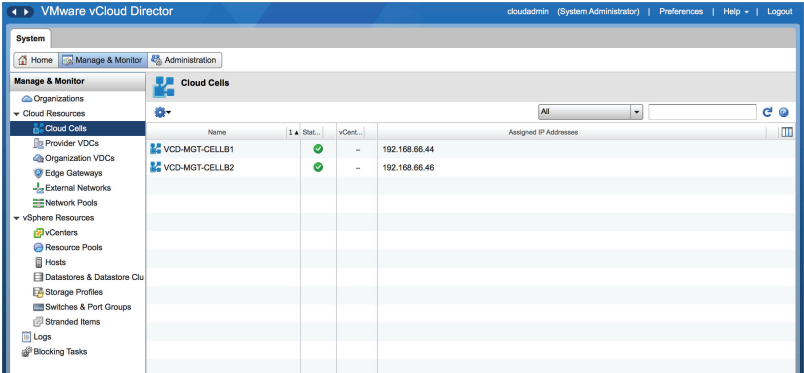 VMware vCloud Director
cloudadmin (System Administrator) | Preferences | Help | Logout
System
Home Manage & Monitor Administration
Manage & Monitor
Organizations
Cloud Resources
Cloud Cells
Provider VDCs
Organization VDCs
Edge Gateways
External Networks
Network Pools
vSphere Resources
vCenters
Resource Pools
Hosts
Datastores & Datastore Clu
Storage Profiles
Switches & Port Groups
Stranded Items
Logs
Blocking Tasks
Cloud Cells
All
Name 1 ▲ Stat... vCent... Assigned IP Addresses
VCD-MGT-CELLB1 – 192.168.66.44
VCD-MGT-CELLB2 – 192.168.66.46